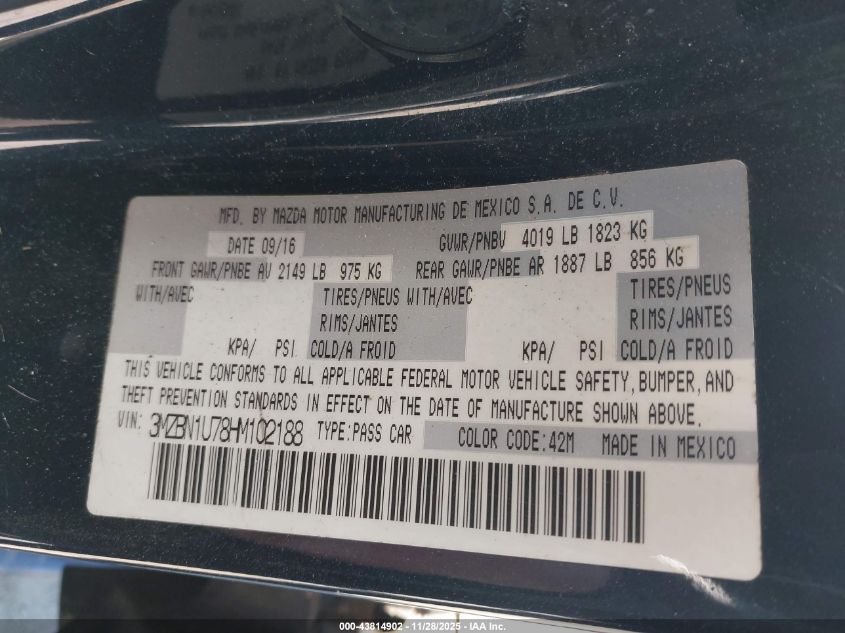 MFD. BY MAZDA MOTOR MANUFACTURING DE MEXICO S.A. DE C.V.
DATE 09/16 GVWR/PNBV 4019 LB 1823 KG
FRONT GAWR/PNBE AV 2149 LB 975 KG REAR GAWR/PNBE AR 1887 LB 856 KG
WITH/AVEC TIRES/PNEUS WITH/AVEC TIRES/PNEUS
RIMS/JANTES RIMS/JANTES
KPA/ PSI COLD/A FROID KPA/ PSI COLD/A FROID
THIS VEHICLE CONFORMS TO ALL APPLICABLE FEDERAL MOTOR VEHICLE SAFETY, BUMPER, AND
THEFT PREVENTION STANDARDS IN EFFECT ON THE DATE OF MANUFACTURE SHOWN ABOVE.
VIN: 3MZBN1U78HM102188 TYPE:PASS CAR COLOR CODE:42M MADE IN MEXICO
000-43814902 - 11/28/2025 - IAA Inc.